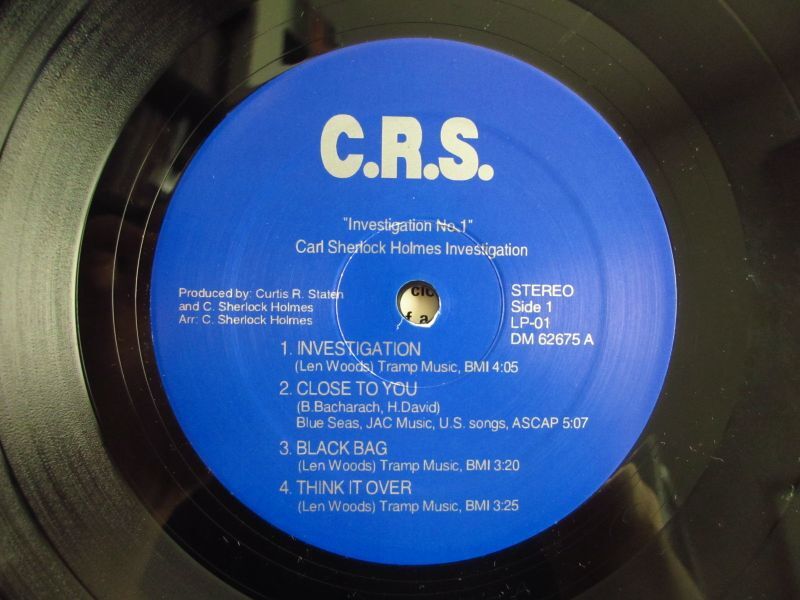 C.R.S.
"Investigation No.1"
Carl Sherlock Holmes Investigation
Produced by: Curtis R. Staten
and C. Sherlock Holmes
Arr: C. Sherlock Holmes
STEREO
Side 1
LP-01
DM 62675 A
1. INVESTIGATION
(Len Woods) Tramp Music, BMI 4:05
2. CLOSE TO YOU
(B.Bacharach, H.David)
Blue Seas, JAC Music, U.S. songs, ASCAP 5:07
3. BLACK BAG
(Len Woods) Tramp Music, BMI 3:20
4. THINK IT OVER
(Len Woods) Tramp Music, BMI 3:25